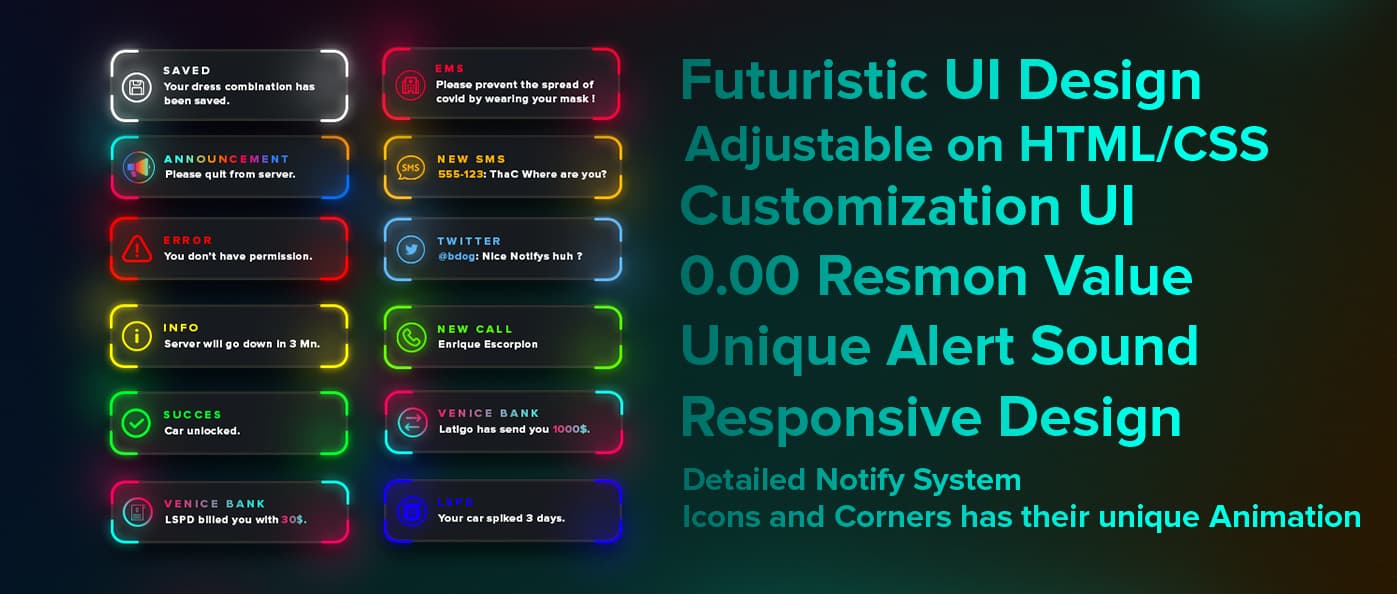 SAVED
Your dress combination has
been saved.
ANNOUNCEMENT
Please quit from server.
ERROR
You don't have permission.
INFO
Server will go down in 3 Mn.
SUCCES
Car unlocked.
VENICE BANK
LSPD billed you with 30$.
EMS
Please prevent the spread of
covid by wearing your mask !
NEW SMS
SMS
555-123: ThaC Where are you?
TWITTER
@bdog: Nice Notifys huh ?
NEW CALL
Enrique Escorpion
VENICE BANK
Latigo has send you 1000$.
LSPD
Your car spiked 3 days.
Futuristic UI Design
Adjustable on HTML/CSS
Customization UI
0.00 Resmon Value
Unique Alert Sound
Responsive Design
Detailed Notify System
Icons and Corners has their unique Animation